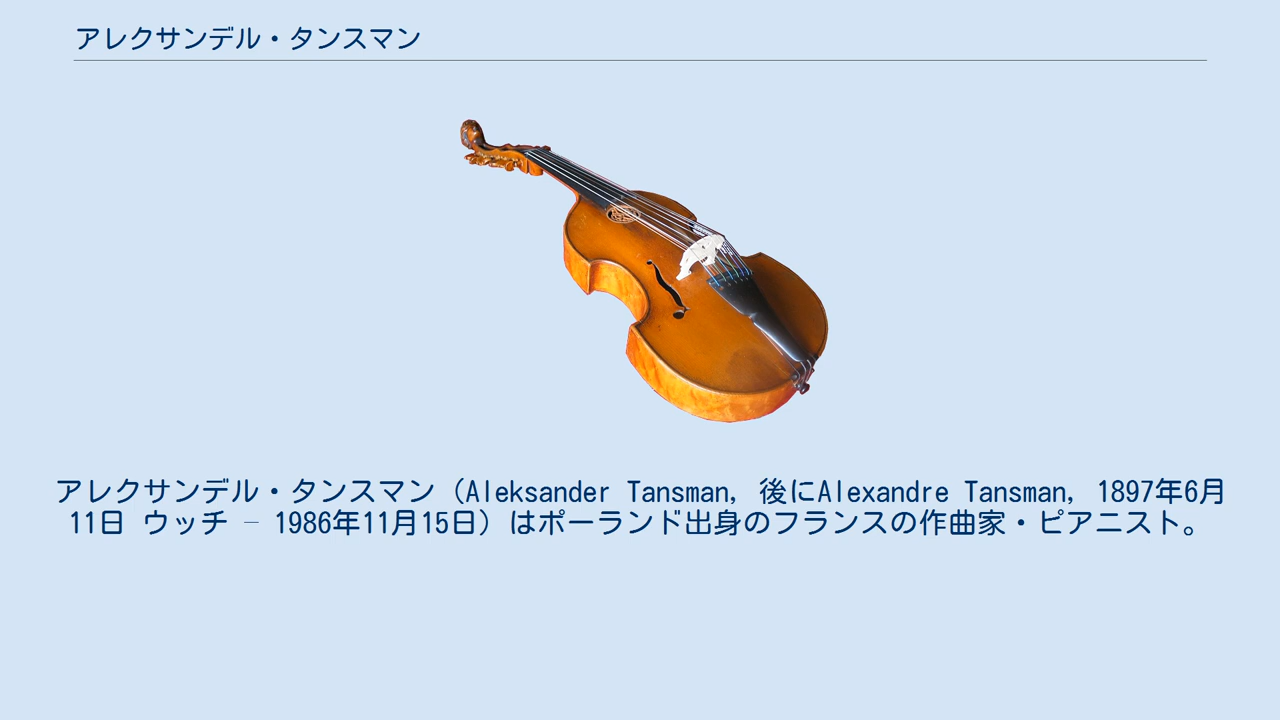 アレクサンデル・タンスマン
アレクサンデル・タンスマン（Aleksander Tansman, 後にAlexandre Tansman, 1897年6月
11日 ウッチ – 1986年11月15日）はポーランド出身のフランスの作曲家・ピアニスト。